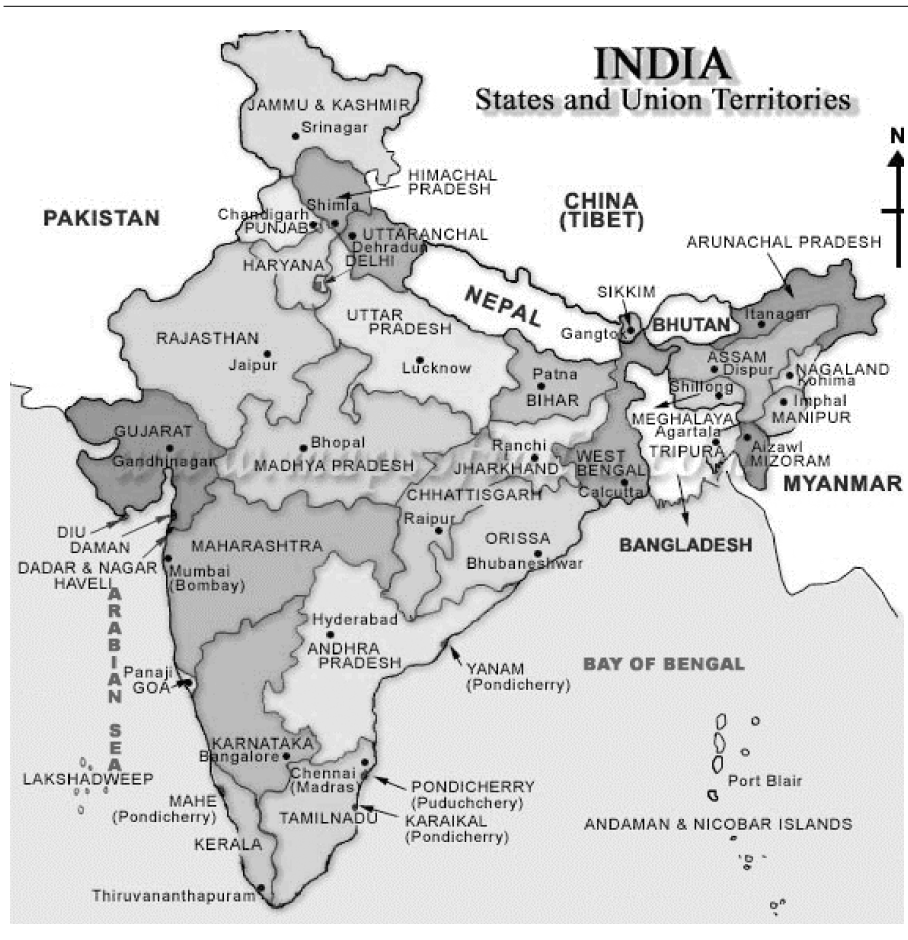 INDIA
States and Union Territories
N
JAMMU & KASHMIR
Srinagar
HIMACHAL
PRADESH
CHINA
(TIBET)
PAKISTAN
Chandigarh
Shimla
PUNJAB
UTTARANCHAL
Dehradun
DELHI
HARYANA
ARUNACHAL PRADESH
NEPAL
SIKKIM
Gangtok
BHUTAN
Itanagar
RAJASTHAN
Jaipur
UTTAR
PRADESH
Lucknow
ASSAM
Dispur
NAGALAND
Kohima
Patna
BIHAR
Shillong
MEGHALAYA
Imphal
MANIPUR
GUJARAT
Gandhinagar
Bhopal
MADHYA PRADESH
Ranchi
JHARKHAND
WEST
BENGAL
Calcutta
Agartala
TRIPURA
Aizawl
MIZORAM
MYANMAR
CHHATTISGARH
Raipur
DIU
DAMAN
DADAR & NAGAR
HAVELI
MAHARASHTRA
Mumbai
(Bombay)
ORISSA
Bhubaneshwar
BANGLADESH
ARABIAN SEA
Hyderabad
ANDHRA
PRADESH
YANAM
(Pondicherry)
BAY OF BENGAL
Panaji
GOA
KARNATAKA
Bangalore
Chennai
(Madras)
PONDICHERRY
(Puduchchery)
LAKSHADWEEP
MAHE
(Pondicherry)
TAMILNADU
KARAIKAL
(Pondicherry)
KERALA
Thiruvananthapuram
Port Blair
ANDAMAN & NICOBAR ISLANDS